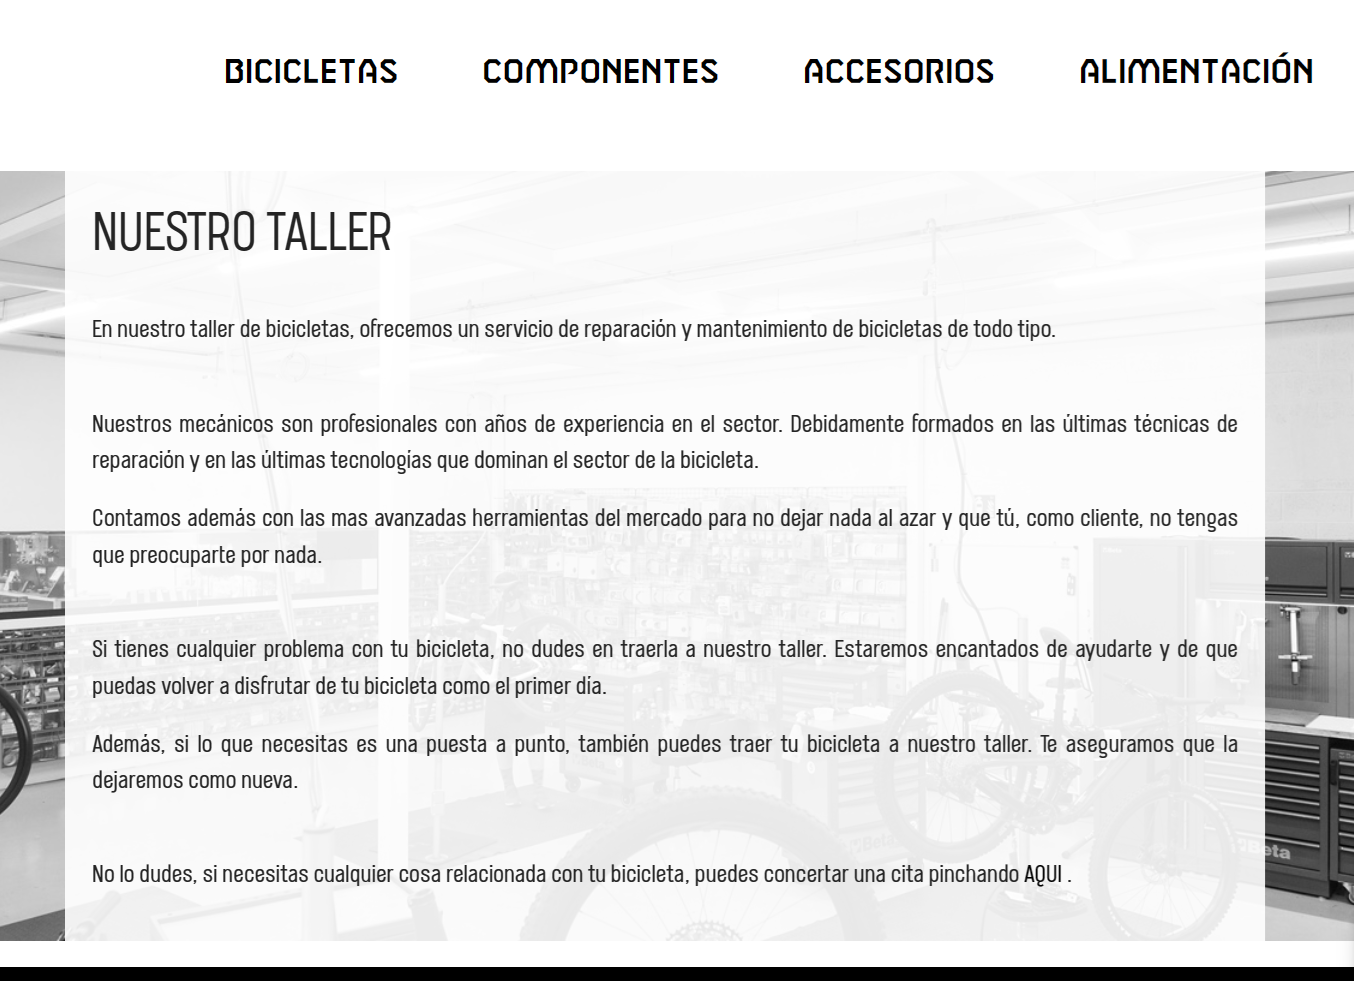 BICICLETAS COMPONENTES ACCESORIOS ALIMENTACIÓN
NUESTRO TALLER
En nuestro taller de bicicletas, ofrecemos un servicio de reparación y mantenimiento de bicicletas de todo tipo.
Nuestros mecánicos son profesionales con años de experiencia en el sector. Debidamente formados en las últimas técnicas de
reparación y en las últimas tecnologías que dominan el sector de la bicicleta.
Contamos además con las mas avanzadas herramientas del mercado para no dejar nada al azar y que tú, como cliente, no tengas
que preocuparte por nada.
Si tienes cualquier problema con tu bicicleta, no dudes en traerla a nuestro taller. Estaremos encantados de ayudarte y de que
puedas volver a disfrutar de tu bicicleta como el primer día.
Además, si lo que necesitas es una puesta a punto, también puedes traer tu bicicleta a nuestro taller. Te aseguramos que la
dejaremos como nueva.
Beta
Beta
No lo dudes, si necesitas cualquier cosa relacionada con tu bicicleta, puedes concertar una cita pinchando AQUI .